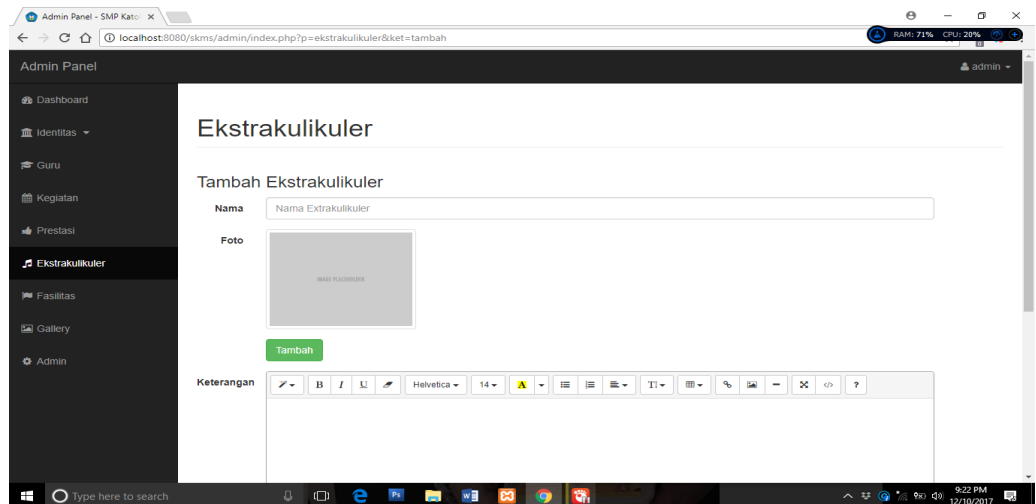 Admin Panel - SMP Kato
localhost:8080/skms/admin/index.php?p=ekstrakulikuler&ket=tambah
RAM: 71% CPU: 20%
Admin Panel
admin
Dashboard
Identitas
Guru
Kegiatan
Prestasi
Ekstrakulikuler
Fasilitas
Gallery
Admin
Ekstrakulikuler
Tambah Ekstrakulikuler
Nama
Nama Extrakulikuler
Foto
IMAGE PLACEHOLDER
Tambah
Keterangan
B I U Helvetica 14 A T ?
Type here to search
9:22 PM
12/10/2017